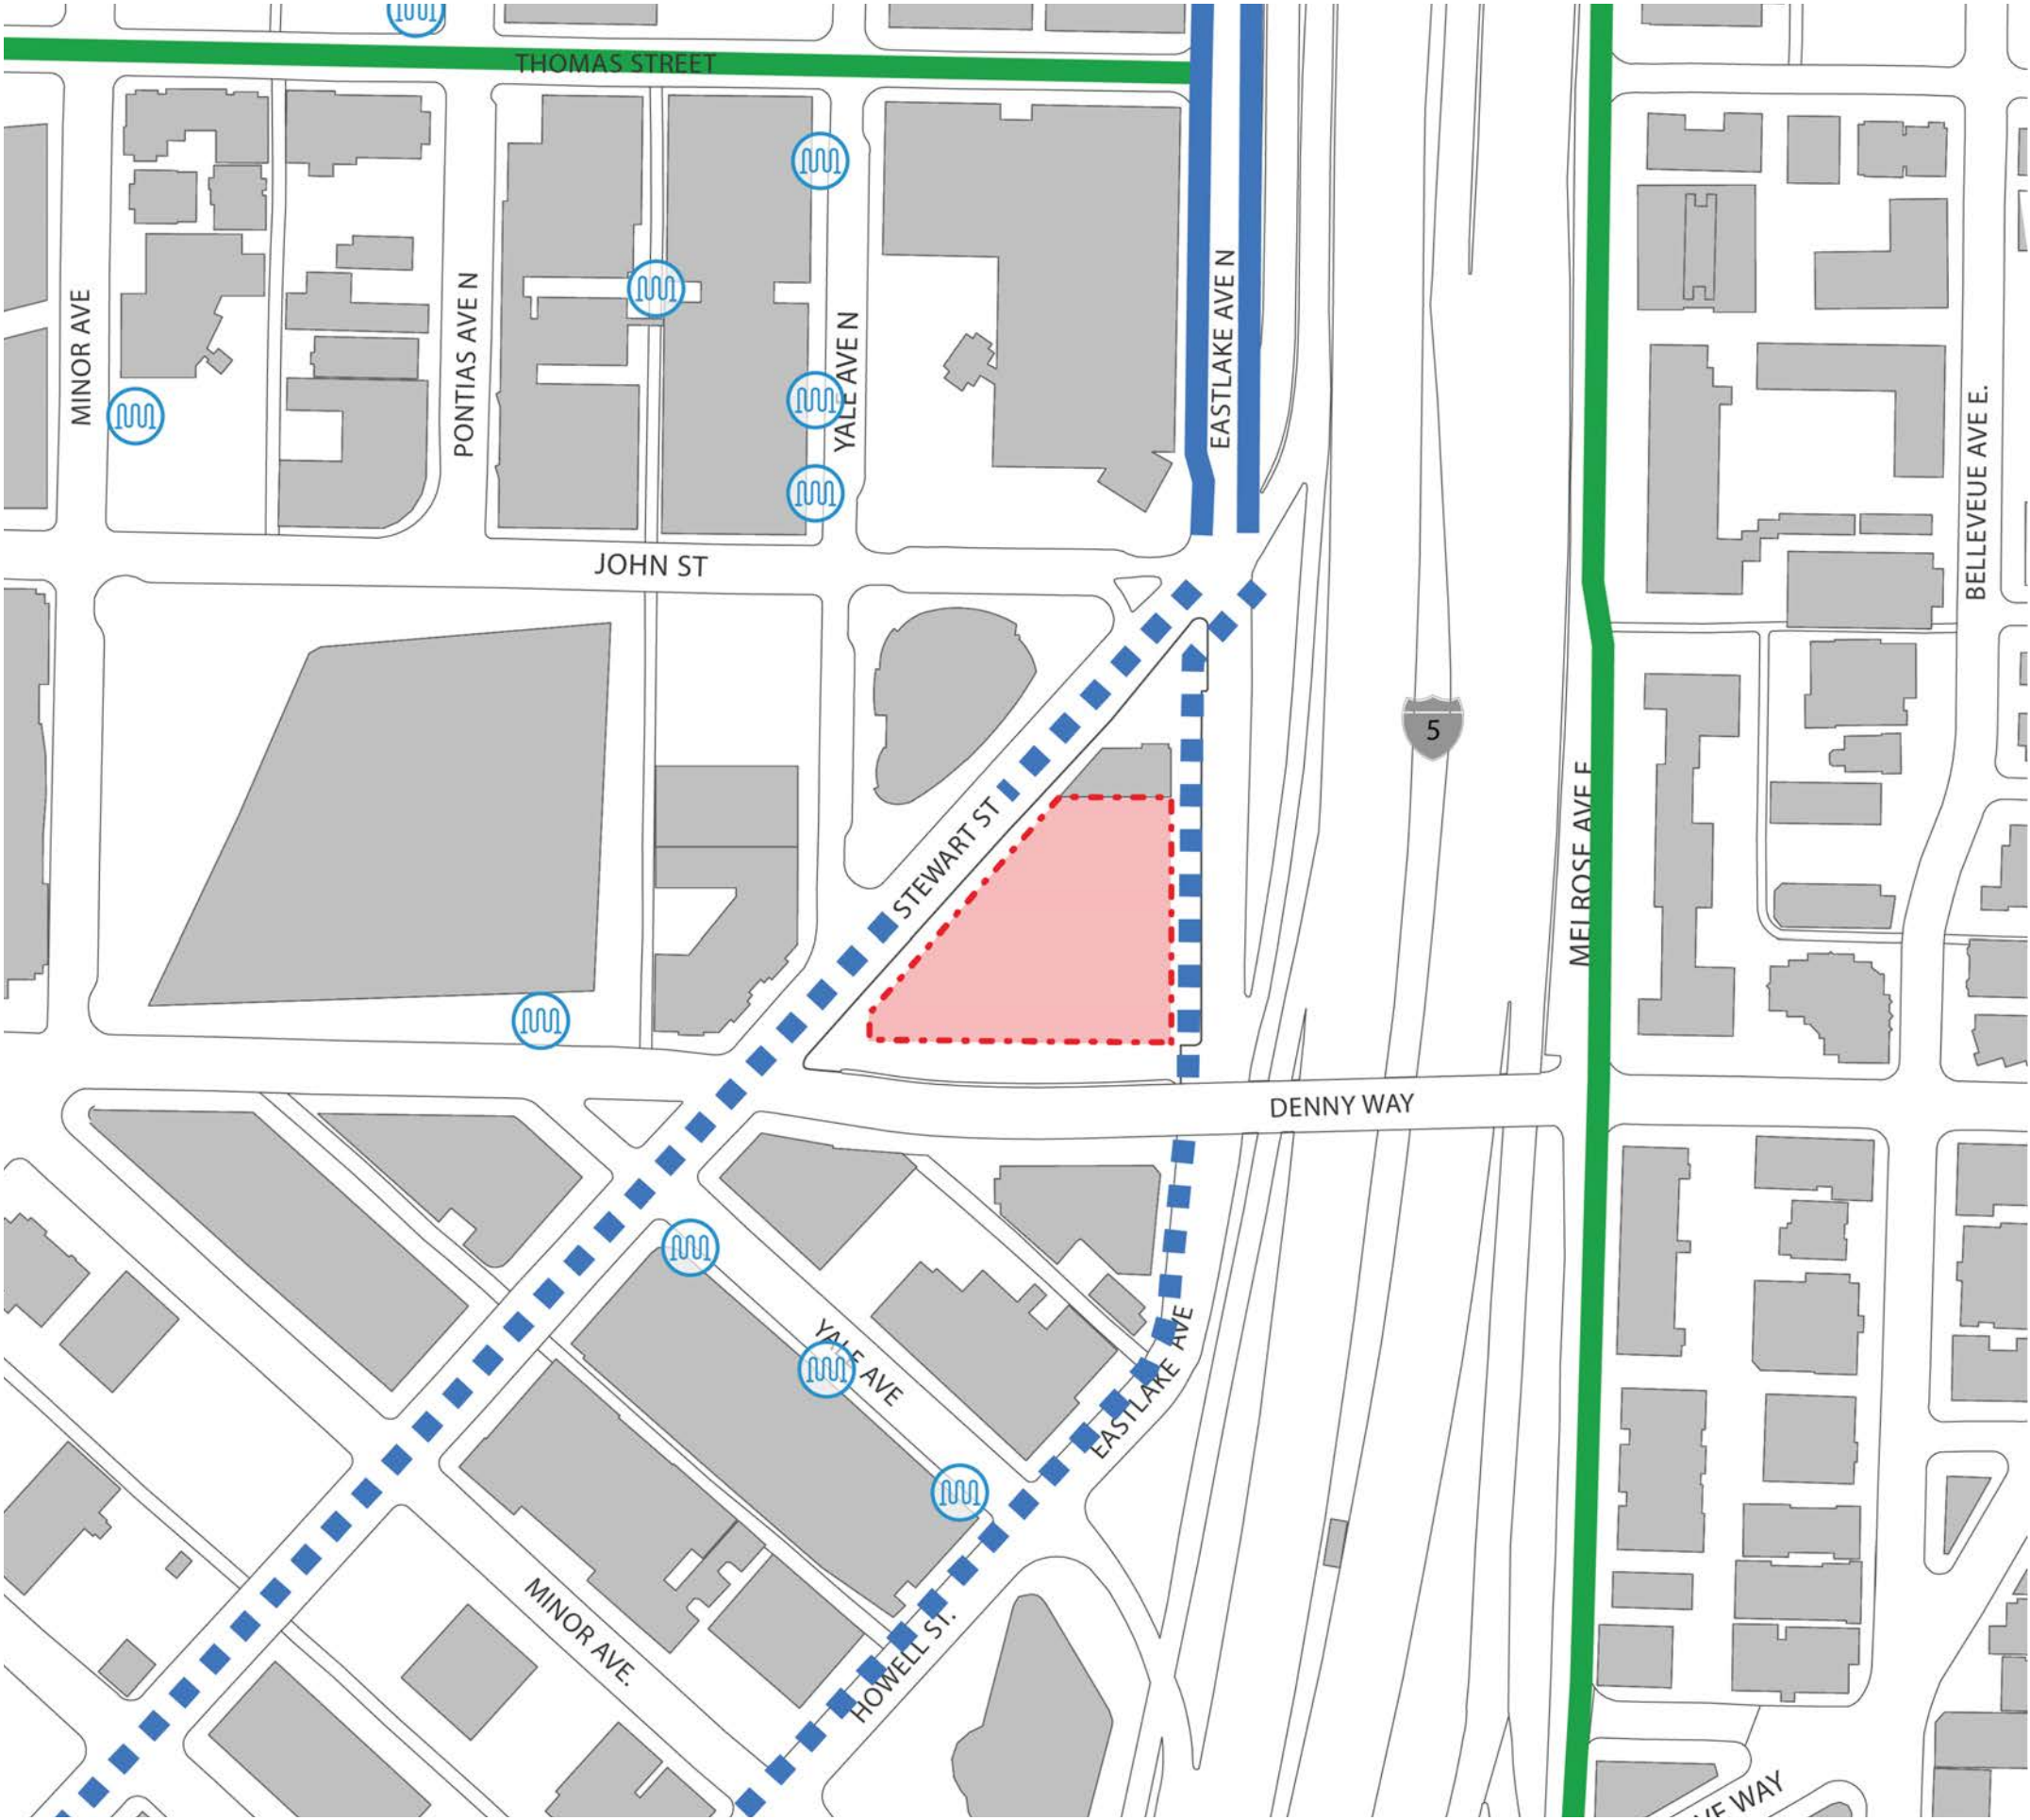 THOMAS STREET
MINOR AVE
PONTIAS AVE N
YALE AVE N
EASTLAKE AVE N
BELLEVEUE AVE E.
JOHN ST
5
STEWART ST
MELROSE AVE E
DENNY WAY
YALE AVE
EASTLAKE AVE
MINOR AVE.
HOWELL ST.
WAY